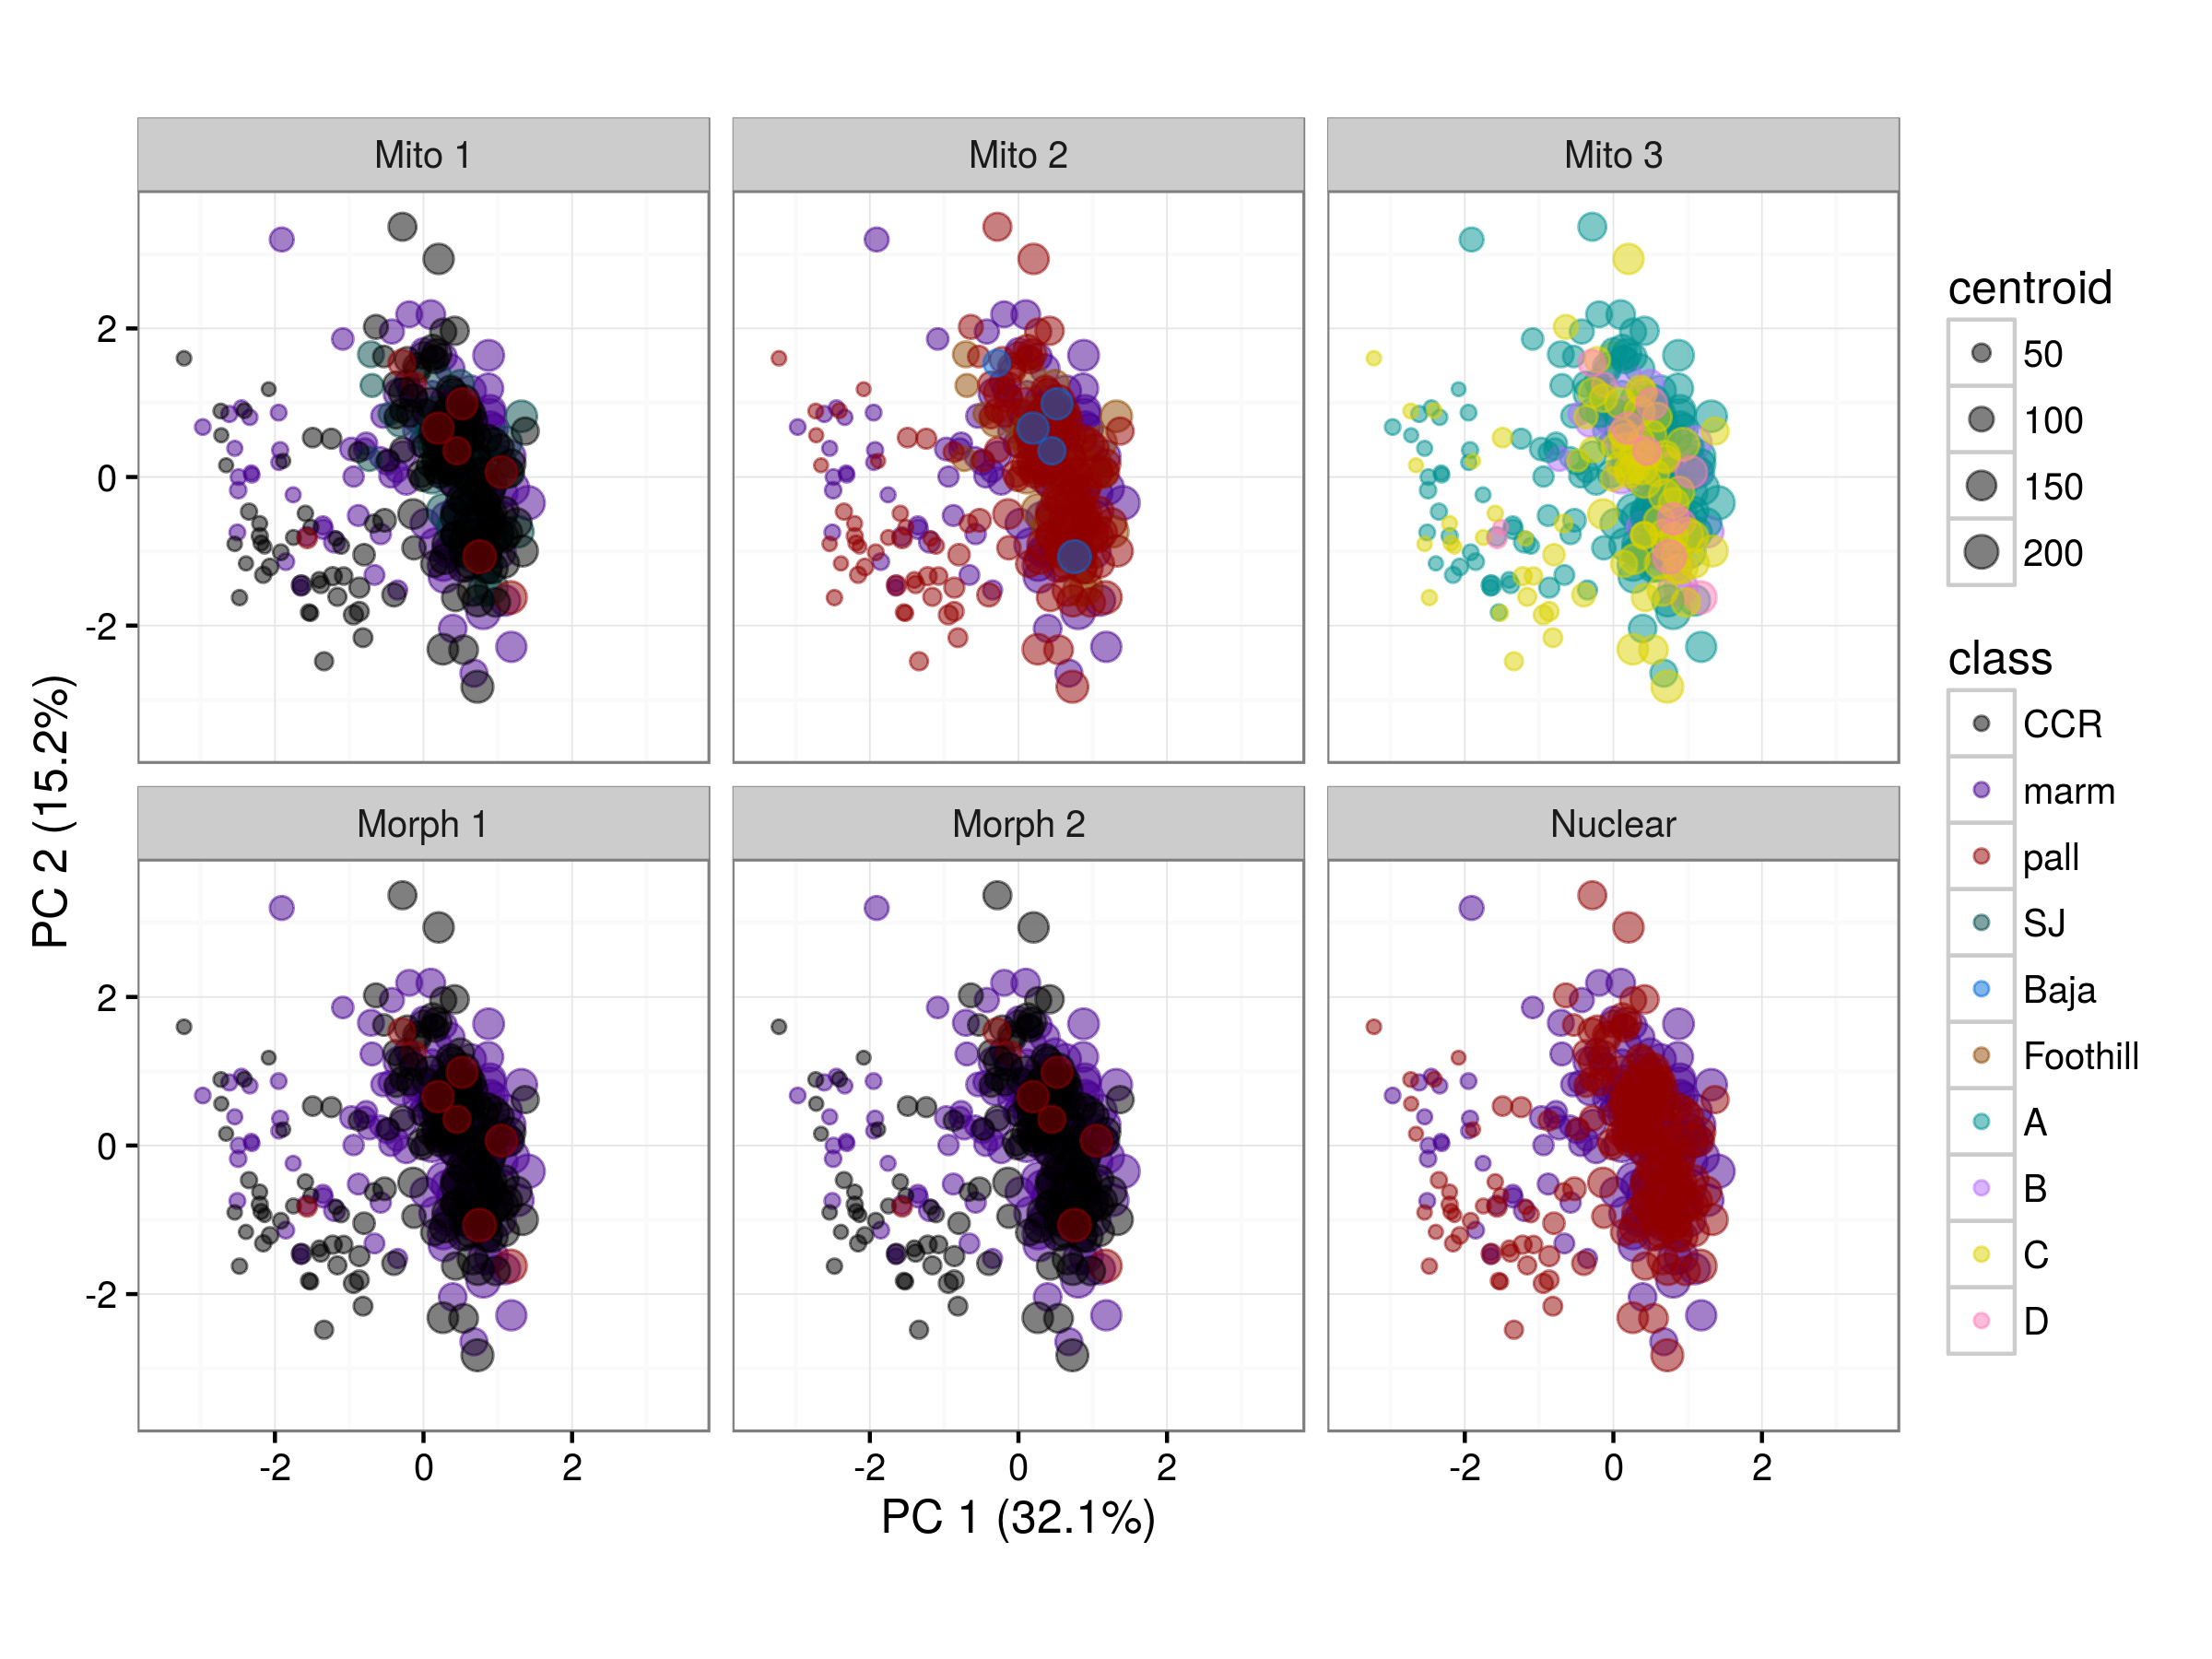 Mito 1
Mito 2
Mito 3
2
0
-2
Morph 1
Morph 2
Nuclear
2
0
-2
-2 0 2
-2 0 2
-2 0 2
PC 1 (32.1%)
PC 2 (15.2%)
centroid
50
100
150
200
class
CCR
marm
pall
SJ
Baja
Foothill
A
B
C
D